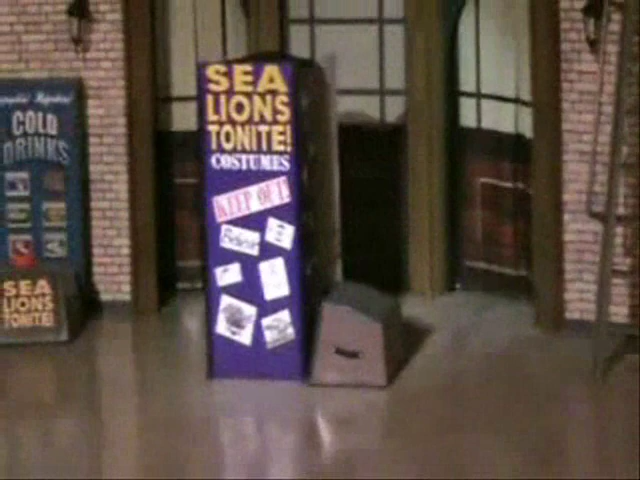 COLD
DRINKS
SEA
LIONS
TONITE!
SEA
LIONS
TONITE!
COSTUMES
KEEP OUT!